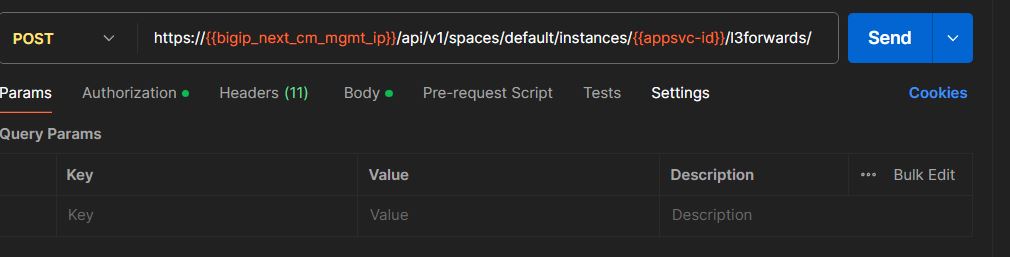 POST https://{{bigip_next_cm_mgmt_ip}}/api/v1/spaces/default/instances/{{appsvc-id}}/l3forwards/ Send
Params Authorization Headers (11) Body Pre-request Script Tests Settings Cookies
Query Params
Key Value Description ••• Bulk Edit
Key Value Description